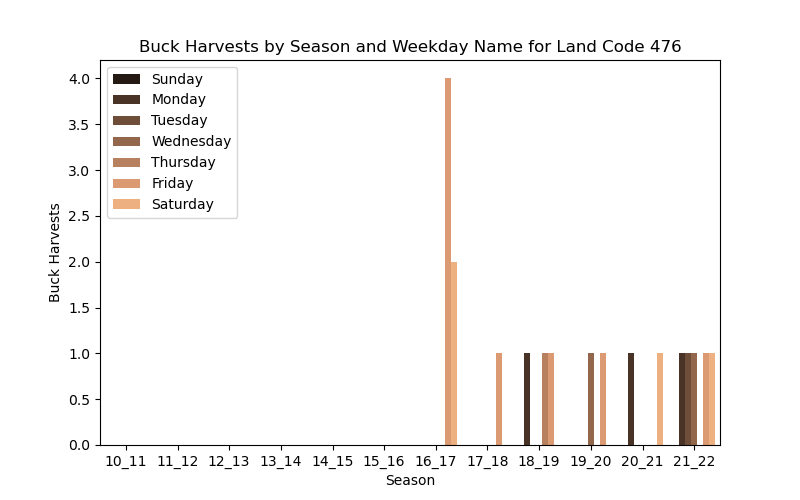 Buck Harvests by Season and Weekday Name for Land Code 476
4.0
3.5
3.0
2.5
2.0
1.5
1.0
0.5
0.0
Buck Harvests
Sunday
Monday
Tuesday
Wednesday
Thursday
Friday
Saturday
10_11 11_12 12_13 13_14 14_15 15_16 16_17 17_18 18_19 19_20 20_21 21_22
Season